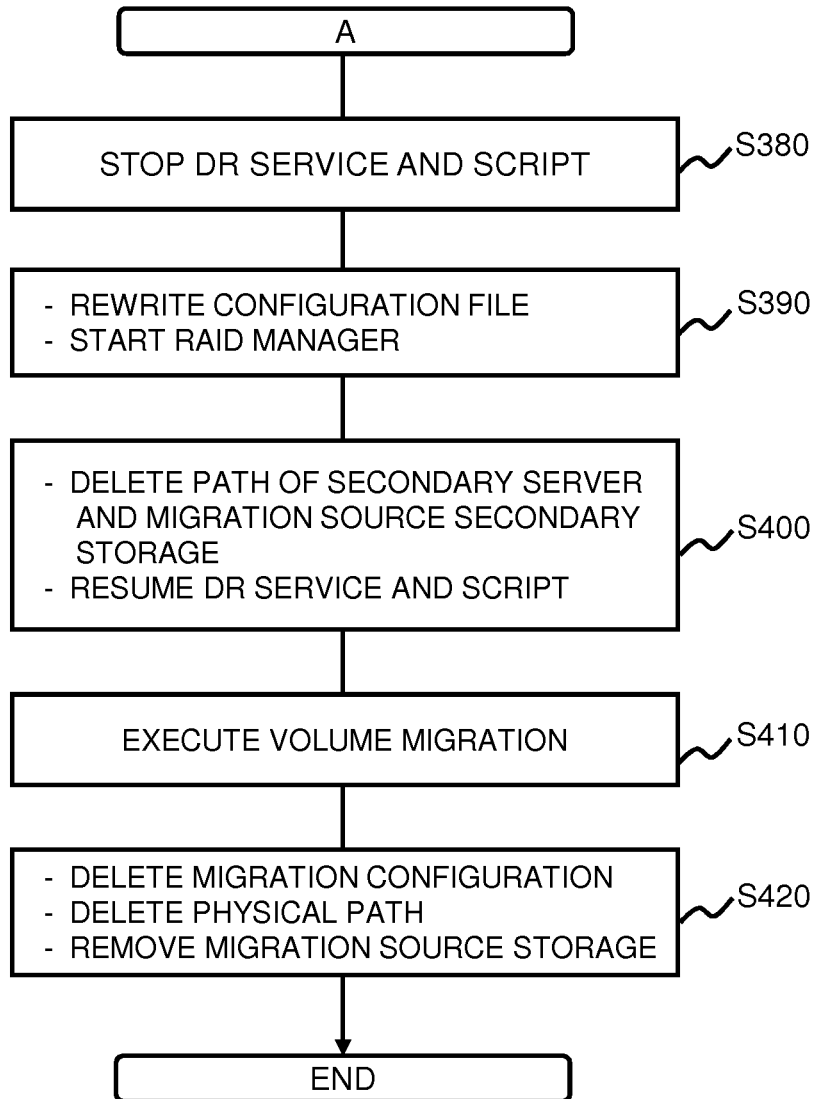 A
STOP DR SERVICE AND SCRIPT
S380
- REWRITE CONFIGURATION FILE
- START RAID MANAGER
S390
- DELETE PATH OF SECONDARY SERVER
AND MIGRATION SOURCE SECONDARY
STORAGE
- RESUME DR SERVICE AND SCRIPT
S400
EXECUTE VOLUME MIGRATION
S410
- DELETE MIGRATION CONFIGURATION
- DELETE PHYSICAL PATH
- REMOVE MIGRATION SOURCE STORAGE
S420
END